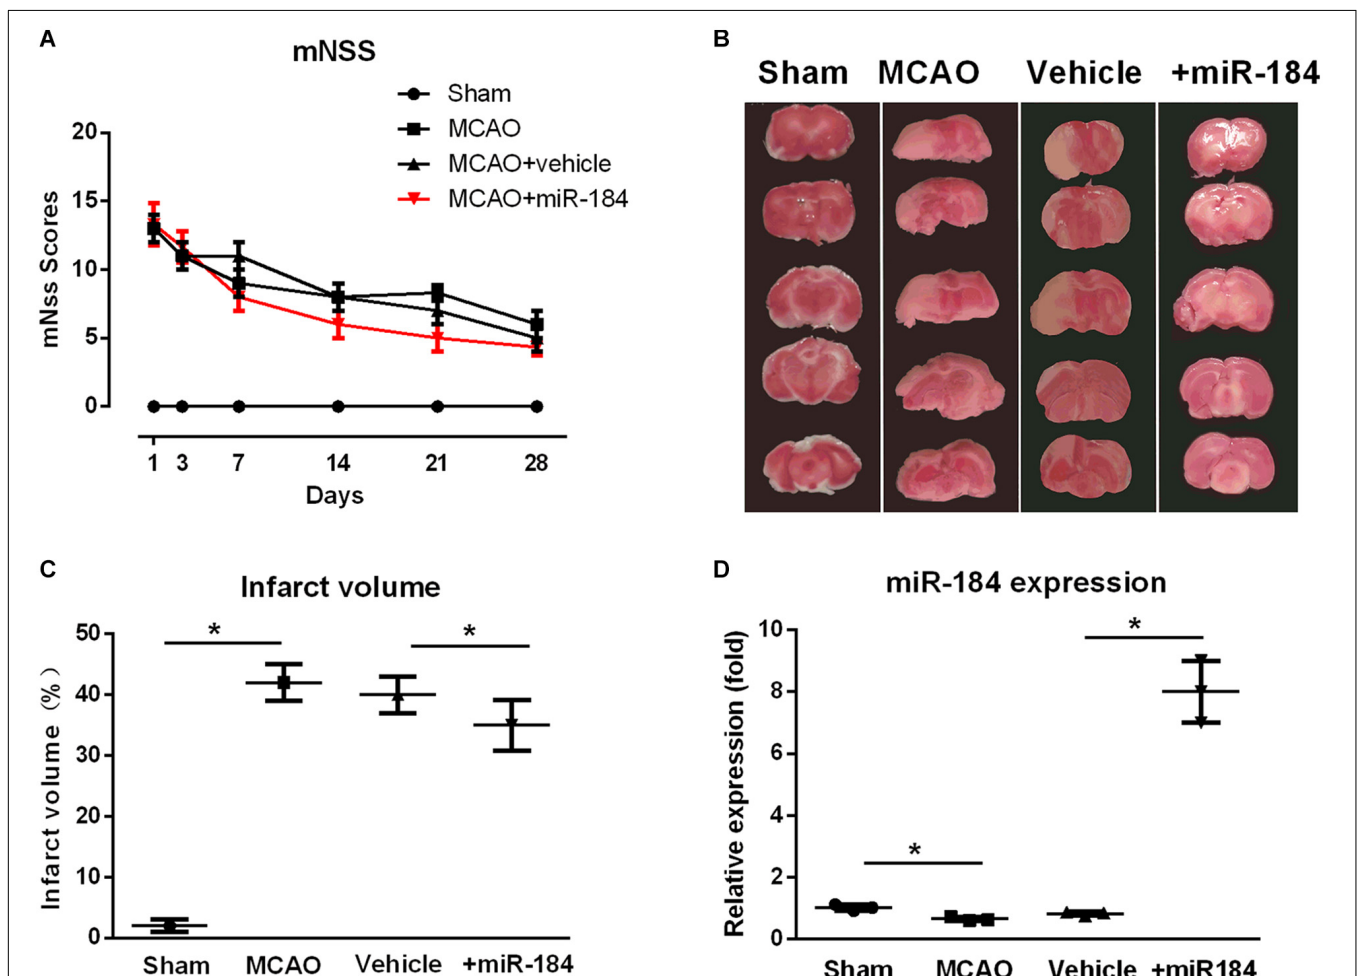 A
mNSS
Sham
MCAO
MCAO+vehicle
MCAO+miR-184
mNss Scores
20
15
10
5
0
1 3 7 14 21 28
Days
B
Sham MCAO Vehicle +miR-184
C
Infarct volume
Infarct volume (%)
50
40
30
20
10
0
* *
Sham MCAO Vehicle +miR-184
D
miR-184 expression
Relative expression (fold)
10
8
6
4
2
0
*
*
Sham MCAO Vehicle +miR184